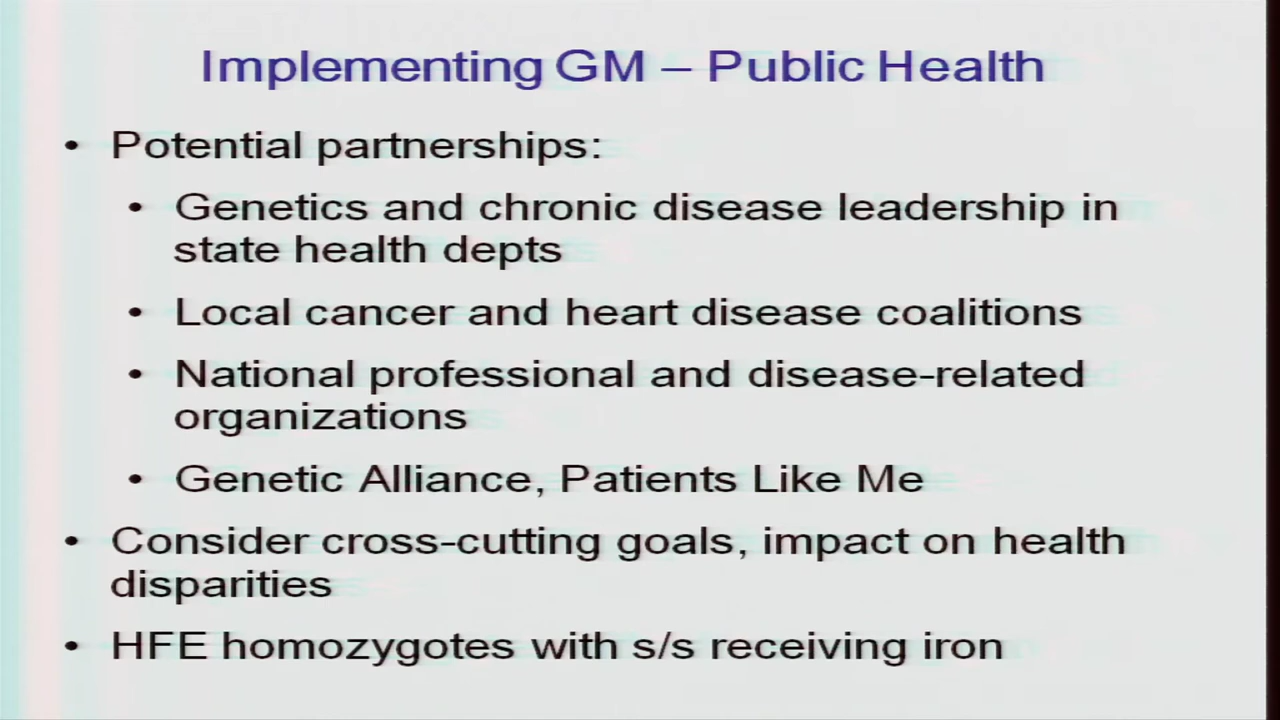 Implementing GM – Public Health
• Potential partnerships:
• Genetics and chronic disease leadership in
state health depts
• Local cancer and heart disease coalitions
• National professional and disease-related
organizations
• Genetic Alliance, Patients Like Me
• Consider cross-cutting goals, impact on health
disparities
• HFE homozygotes with s/s receiving iron